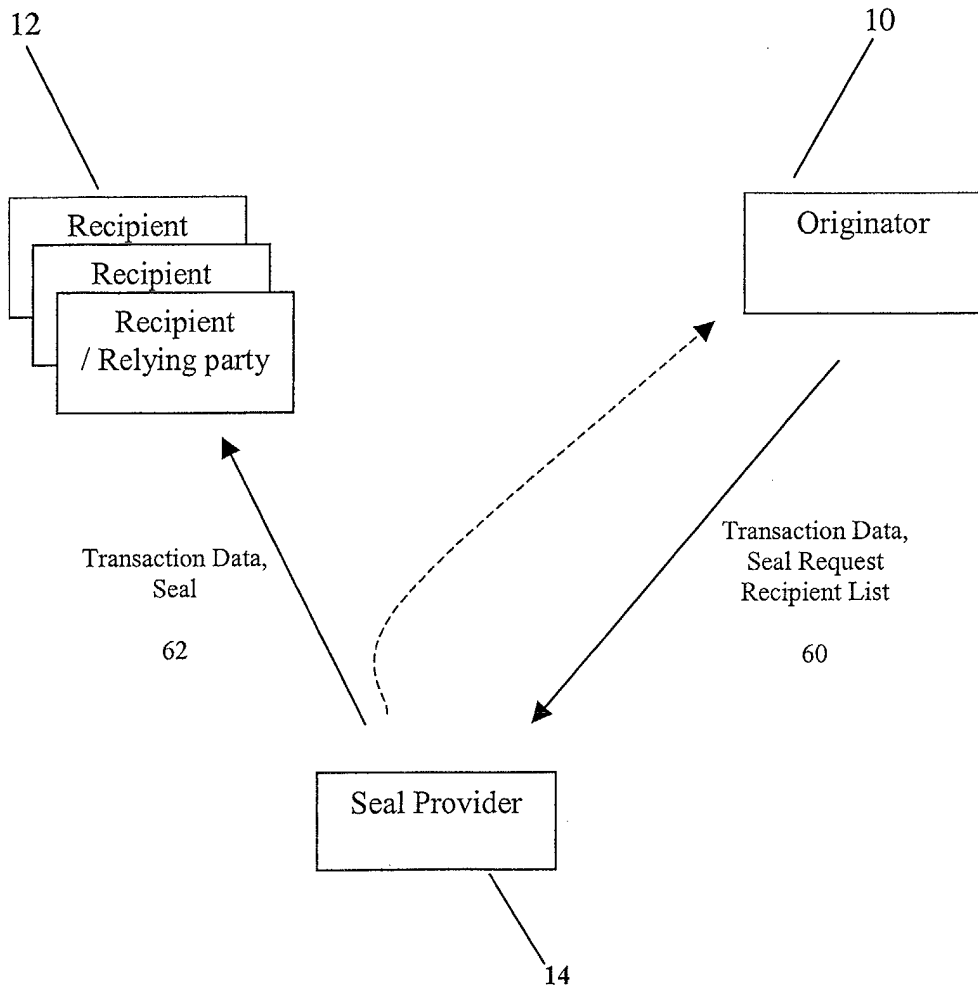 12
10
Recipient
Recipient
Recipient
/ Relying party
Originator
Transaction Data,
Seal
62
Transaction Data,
Seal Request
Recipient List
60
Seal Provider
14